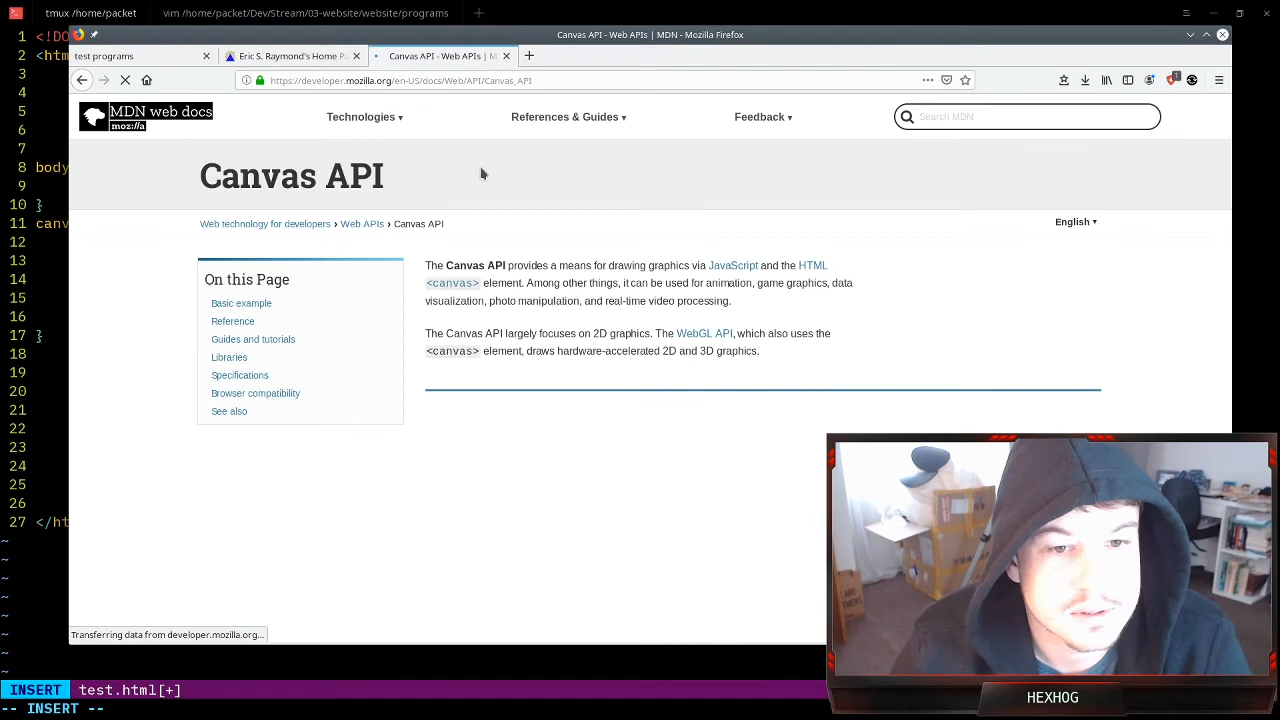 tmux /home/packet
vim /home/packet/Dev/Stream/03-website/website/programs
Canvas API - Web APIs | MDN - Mozilla Firefox
test programs
Eric S. Raymond's Home P
Canvas API - Web APIs | M
https://developer.mozilla.org/en-US/docs/Web/API/Canvas_API
1
MDN web docs
moz://a
Technologies ▾
References & Guides ▾
Feedback ▾
Search MDN
Canvas API
Web technology for developers › Web APIs › Canvas API
English ▾
On this Page
Basic example
Reference
Guides and tutorials
Libraries
Specifications
Browser compatibility
See also
The Canvas API provides a means for drawing graphics via JavaScript and the HTML
<canvas> element. Among other things, it can be used for animation, game graphics, data
visualization, photo manipulation, and real-time video processing.
The Canvas API largely focuses on 2D graphics. The WebGL API, which also uses the
<canvas> element, draws hardware-accelerated 2D and 3D graphics.
Transferring data from developer.mozilla.org...
1 <!DO
2 <htm
3
4
5
6
7
8 body
9
10 }
11 canv
12
13
14
15
16
17 }
18
19
20
21
22
23
24
25
26
27 </ht
~
~
~
~
~
~
~
~
INSERT test.html[+]
-- INSERT --
ARE
THERE
HEXHOG